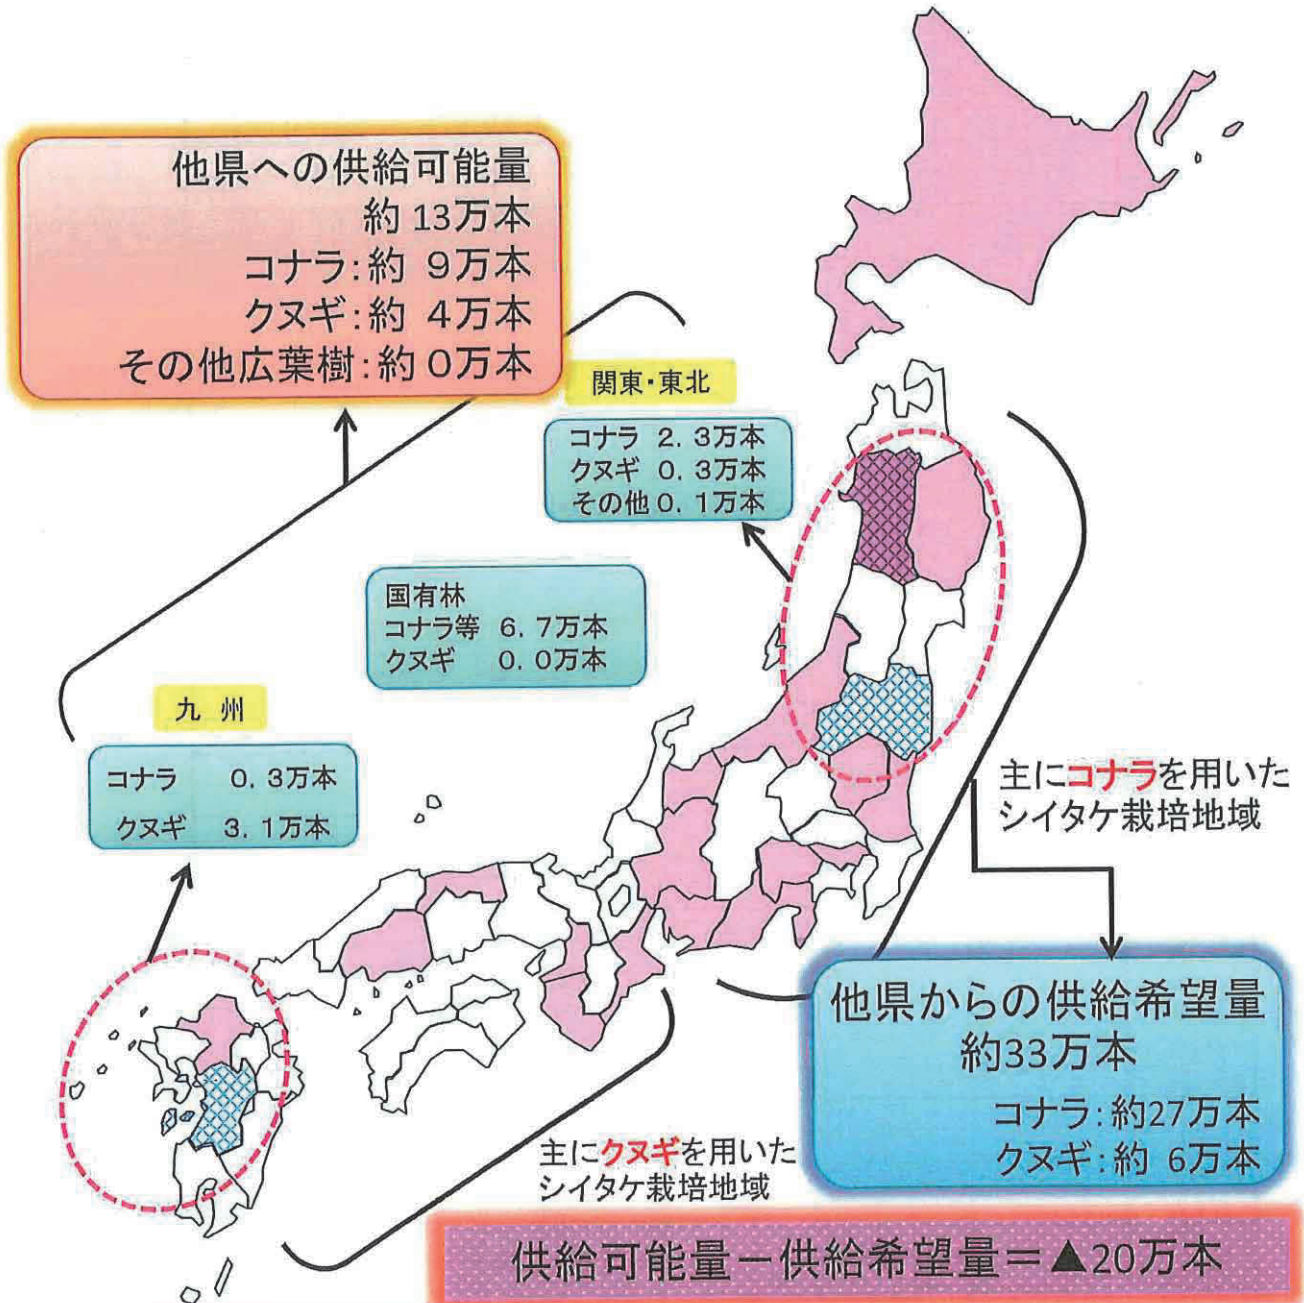 他県への供給可能量
約 13万本
コナラ:約 9万本
クヌギ:約 4万本
その他広葉樹:約 0万本
関東・東北
コナラ 2.3万本
クヌギ 0.3万本
その他 0.1万本
国有林
コナラ等 6.7万本
クヌギ 0.0万本
九 州
コナラ 0.3万本
クヌギ 3.1万本
主にコナラを用いた
シイタケ栽培地域
他県からの供給希望量
約33万本
コナラ:約27万本
クヌギ:約 6万本
主にクヌギを用いた
シイタケ栽培地域
供給可能量－供給希望量＝▲20万本